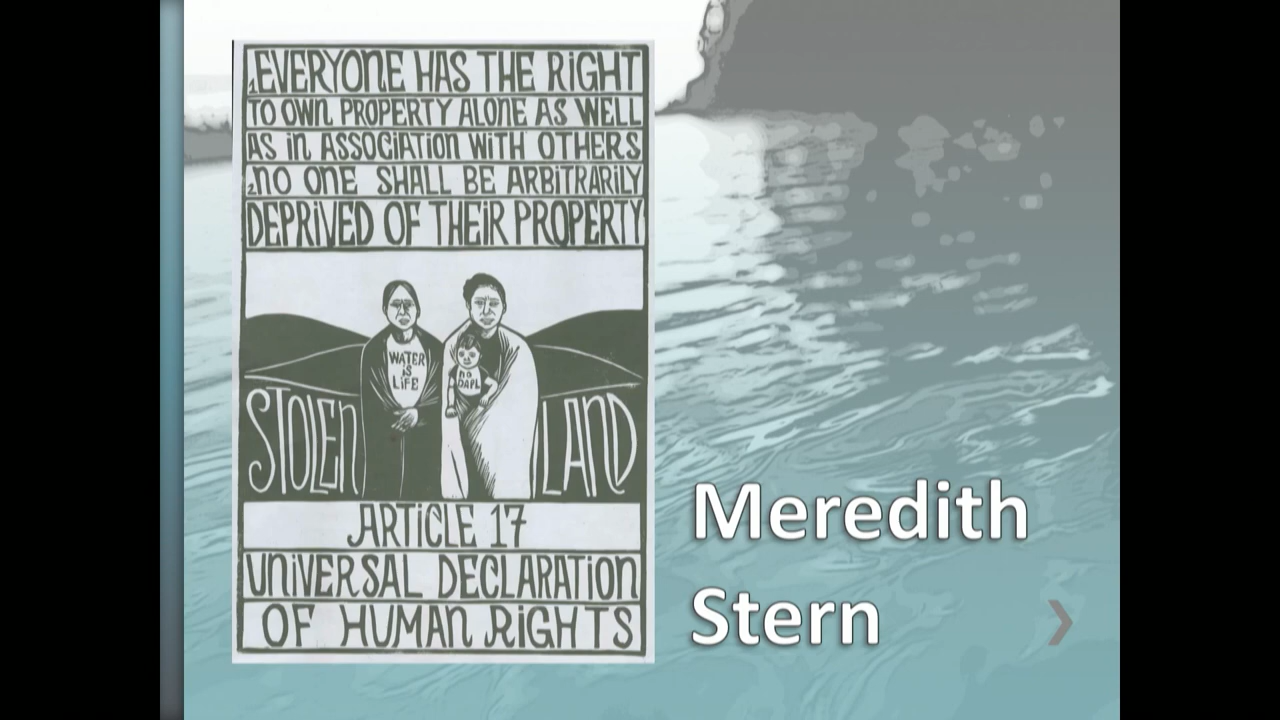 1. EVERYONE HAS THE RIGHT
TO OWN PROPERTY ALONE AS WELL
AS IN ASSOCIATION WITH OTHERS
2. NO ONE SHALL BE ARBITRARILY
DEPRIVED OF THEIR PROPERTY
WATER
IS
LIFE
NO
DAPL
STOLEN LAND
ARTICLE 17
UNIVERSAL DECLARATION
OF HUMAN RIGHTS
Meredith
Stern